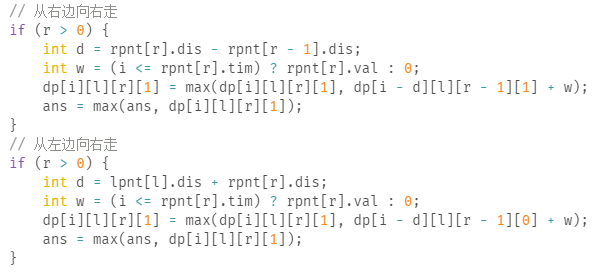 // 从右边向右走
if (r > 0) {
    int d = rpnt[r].dis - rpnt[r - 1].dis;
    int w = (i <= rpnt[r].tim) ? rpnt[r].val : 0;
    dp[i][l][r][1] = max(dp[i][l][r][1], dp[i - d][l][r - 1][1] + w);
    ans = max(ans, dp[i][l][r][1]);
}
// 从左边向右走
if (r > 0) {
    int d = lpnt[l].dis + rpnt[r].dis;
    int w = (i <= rpnt[r].tim) ? rpnt[r].val : 0;
    dp[i][l][r][1] = max(dp[i][l][r][1], dp[i - d][l][r - 1][0] + w);
    ans = max(ans, dp[i][l][r][1]);
}